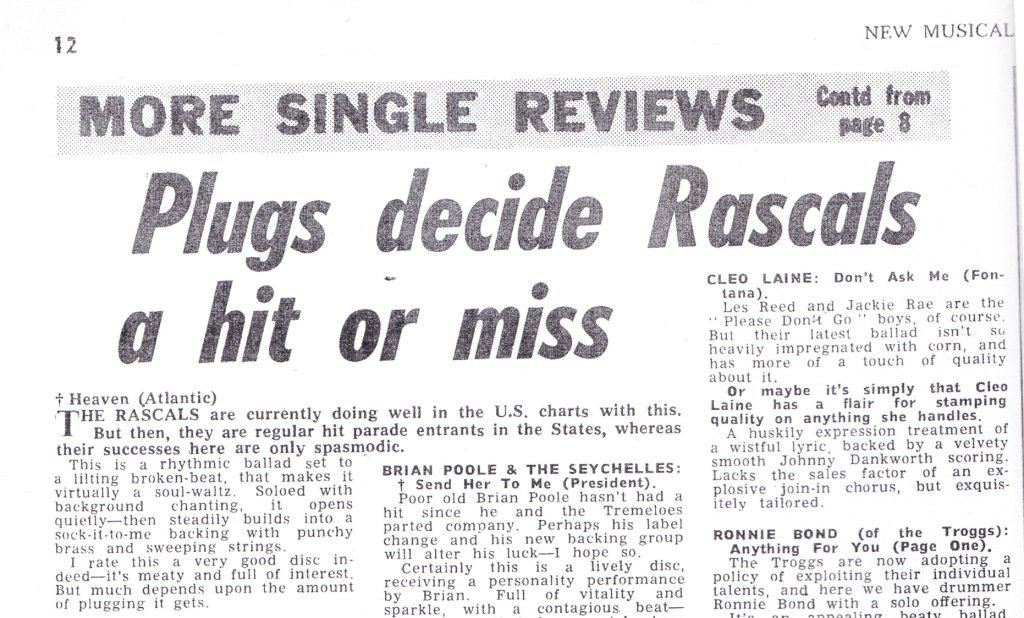 12
NEW MUSICAL
MORE SINGLE REVIEWS
Contd from
page 8
Plugs decide Rascals
a hit or miss
† Heaven (Atlantic)
THE RASCALS are currently doing well in the U.S. charts with this.
But then, they are regular hit parade entrants in the States, whereas
their successes here are only spasmodic.
This is a rhythmic ballad set to
a lilting broken-beat, that makes it
virtually a soul-waltz. Soloed with
background chanting, it opens
quietly—then steadily builds into a
sock-it-to-me backing with punchy
brass and sweeping strings.
I rate this a very good disc in-
deed—it's meaty and full of interest.
But much depends upon the amount
of plugging it gets.
BRIAN POOLE & THE SEYCHELLES:
† Send Her To Me (President).
Poor old Brian Poole hasn't had a
hit since he and the Tremeloes
parted company. Perhaps his label
change and his new backing group
will alter his luck—I hope so.
Certainly this is a lively disc,
receiving a personality performance
by Brian. Full of vitality and
sparkle, with a contagious beat—
CLEO LAINE: Don't Ask Me (Fon-
tana).
Les Reed and Jackie Rae are the
" Please Don't Go " boys, of course.
But their latest ballad isn't so
heavily impregnated with corn, and
has more of a touch of quality
about it.
Or maybe it's simply that Cleo
Laine has a flair for stamping
quality on anything she handles.
A huskily expression treatment of
a wistful lyric, backed by a velvety
smooth Johnny Dankworth scoring.
Lacks the sales factor of an ex-
plosive join-in chorus, but exquis-
itely tailored.
RONNIE BOND (of the Troggs):
Anything For You (Page One).
The Troggs are now adopting a
policy of exploiting their individual
talents, and here we have drummer
Ronnie Bond with a solo offering.
It's an appealing beaty ballad